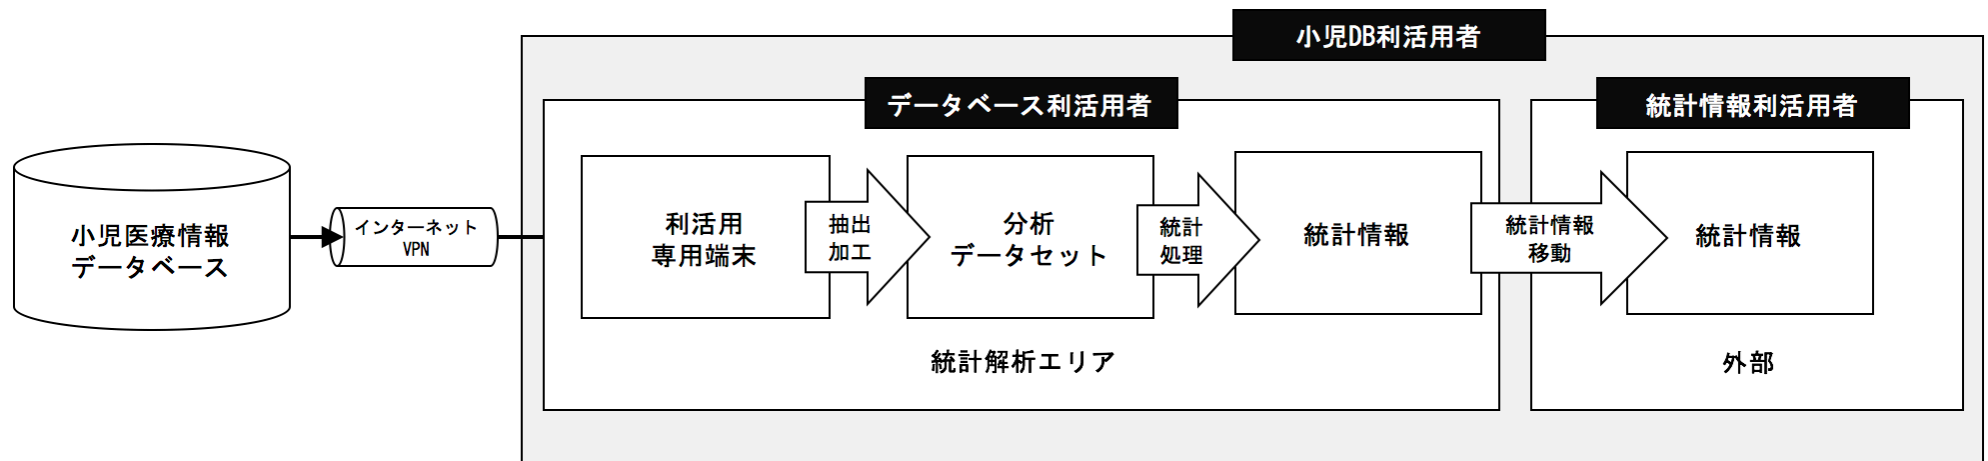 小児DB利活用者
データベース利活用者
統計情報利活用者
小児医療情報
データベース
インターネット
VPN
利活用
専用端末
抽出
加工
分析
データセット
統計
処理
統計情報
統計情報
移動
統計情報
統計解析エリア
外部